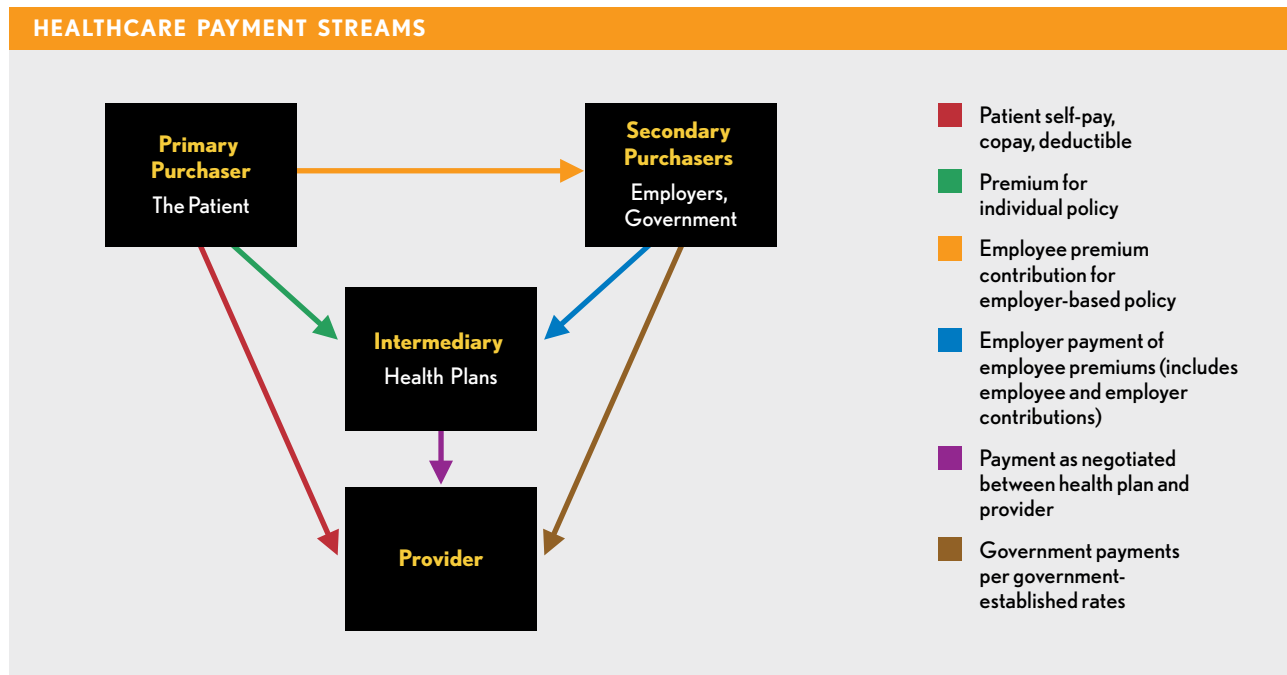 HEALTHCARE PAYMENT STREAMS
Primary
Purchaser
The Patient
Secondary
Purchasers
Employers,
Government
Intermediary
Health Plans
Provider
Patient self-pay,
copay, deductible
Premium for
individual policy
Employee premium
contribution for
employer-based policy
Employer payment of
employee premiums (includes
employee and employer
contributions)
Payment as negotiated
between health plan and
provider
Government payments
per government-
established rates